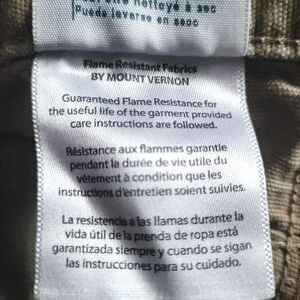 nettoyé à sec
Puede lavarse en seco
Flame Resistant Fabrics
BY MOUNT VERNON
Guaranteed Flame Resistance for
the useful life of the garment provided
care instructions are followed.
Résistance aux flammes garantie
pendant la durée de vie utile du
vêtement à condition que les
instructions d'entretien soient suivies.
La resistencia a las llamas durante la
vida útil de la prenda de ropa está
garantizada siempre y cuando se sigan
las instrucciones para su cuidado.